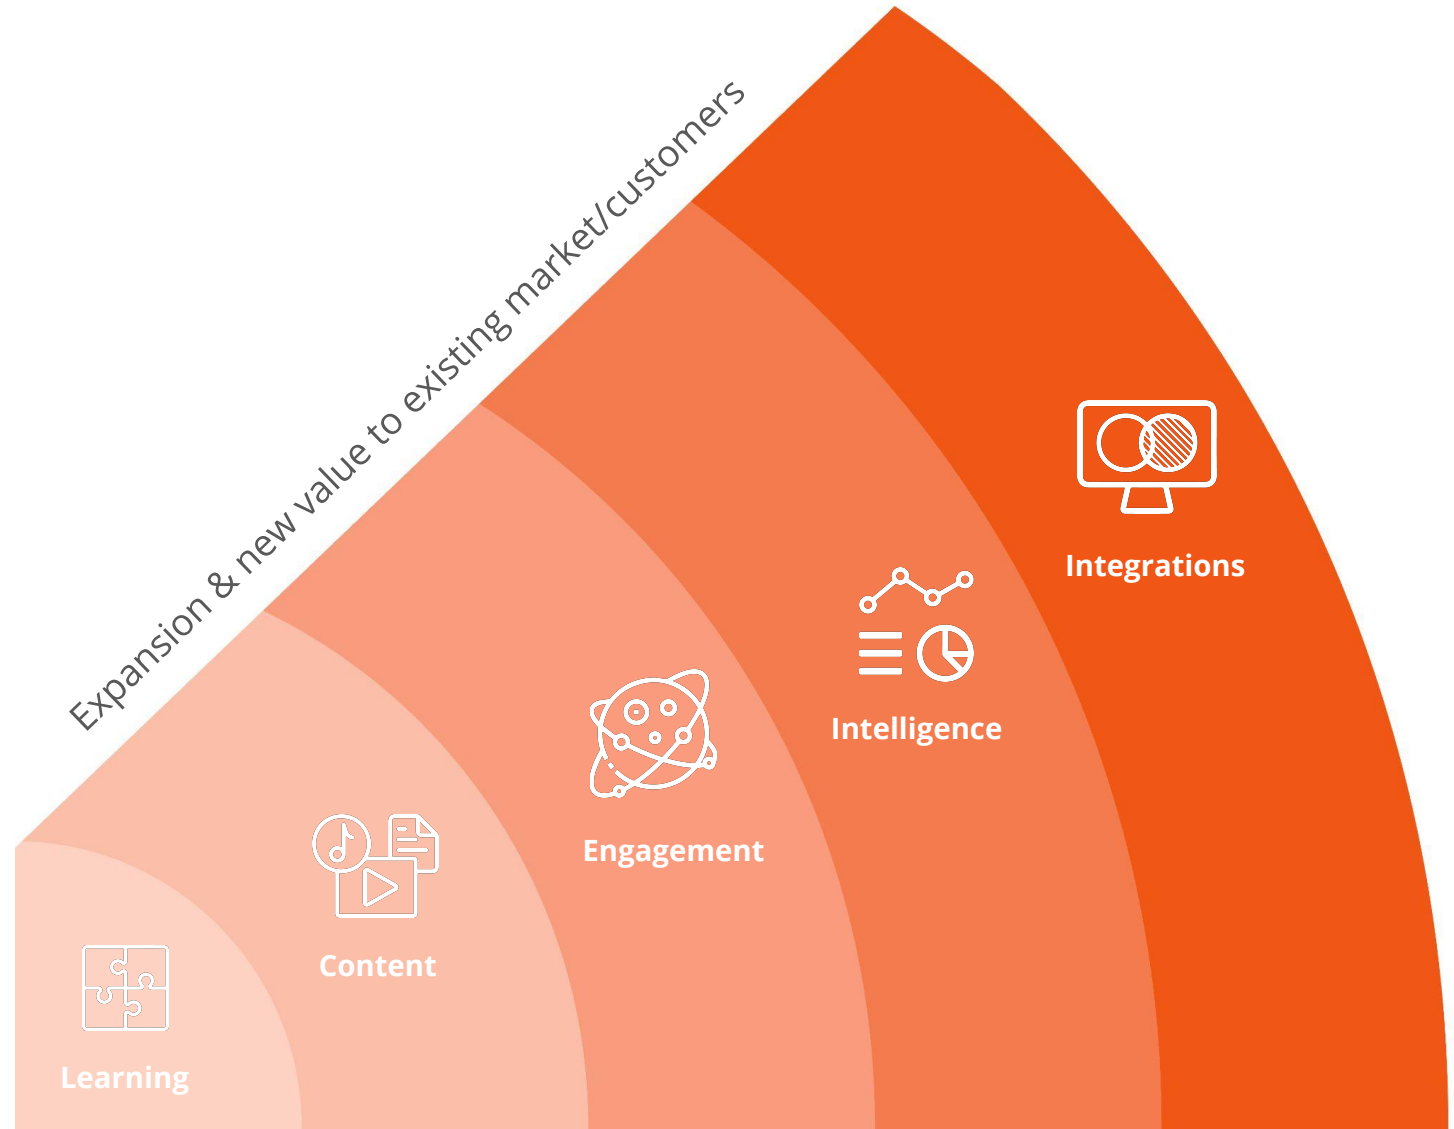 Expansion & new value to existing market/customers
Integrations
Intelligence
Engagement
Content
Learning